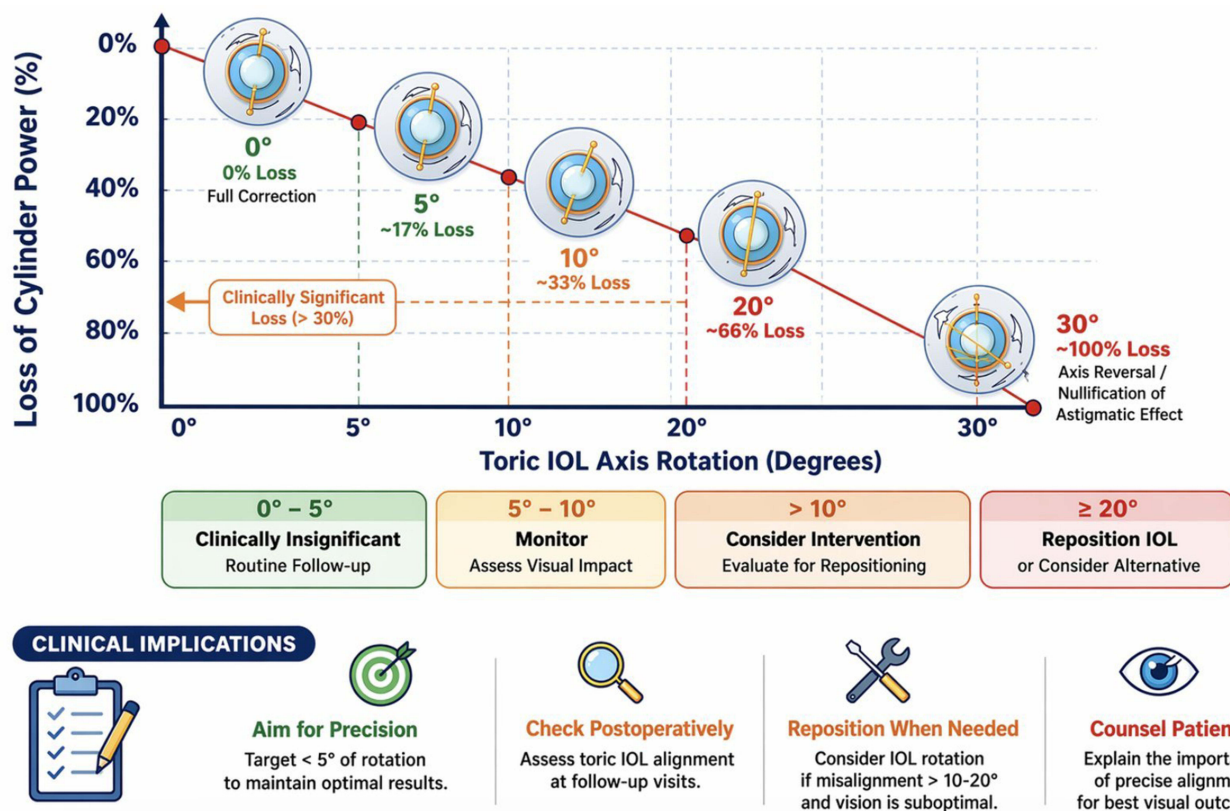 Loss of Cylinder Power (%)
0%
20%
40%
60%
80%
100%
0°
0% Loss
Full Correction
5°
~17% Loss
10°
~33% Loss
20°
~66% Loss
30°
~100% Loss
Axis Reversal /
Nullification of
Astigmatic Effect
Clinically Significant
Loss (> 30%)
0° 5° 10° 20° 30°
Toric IOL Axis Rotation (Degrees)
0° – 5°
Clinically Insignificant
Routine Follow-up
5° – 10°
Monitor
Assess Visual Impact
> 10°
Consider Intervention
Evaluate for Repositioning
≥ 20°
Reposition IOL
or Consider Alternative
CLINICAL IMPLICATIONS
Aim for Precision
Target < 5° of rotation
to maintain optimal results.
Check Postoperatively
Assess toric IOL alignment
at follow-up visits.
Reposition When Needed
Consider IOL rotation
if misalignment > 10-20°
and vision is suboptimal.
Counsel
Explain the
of precise
for best visual